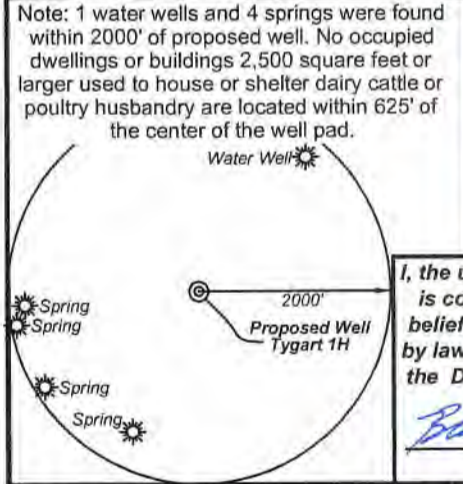 Note: 1 water wells and 4 springs were found
within 2000' of proposed well. No occupied
dwellings or buildings 2,500 square feet or
larger used to house or shelter dairy cattle or
poultry husbandry are located within 625' of
the center of the well pad.
Water Well
2000'
Proposed Well
Tygart 1H
Spring
Spring
Spring
Spring
I, the
is
belief
by law
the